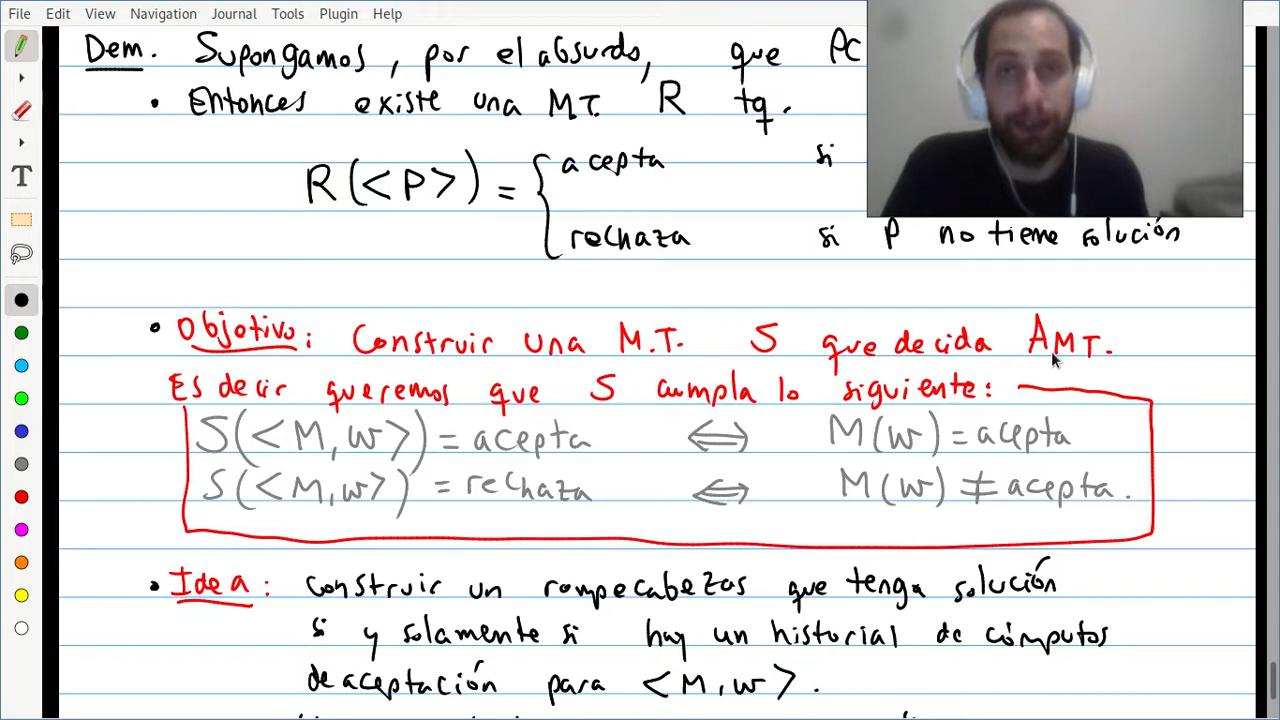 File Edit View Navigation Journal Tools Plugin Help
Dem. Supongamos, por el absurdo, que PC
• Entonces existe una M.T. R tq.
R(<P>) = { acepta si
rechaza si P no tiene solución
• Objetivo: Construir una M.T. S que decida AMT.
Es decir queremos que S cumpla lo siguiente:
S(<M,w>) = acepta ⇔ M(w) = acepta
S(<M,w>) = rechaza ⇔ M(w) ≠ acepta.
• Idea: construir un rompecabezas que tenga solución
si y solamente si hay un historial de cómputos
de aceptación para <M,w>.